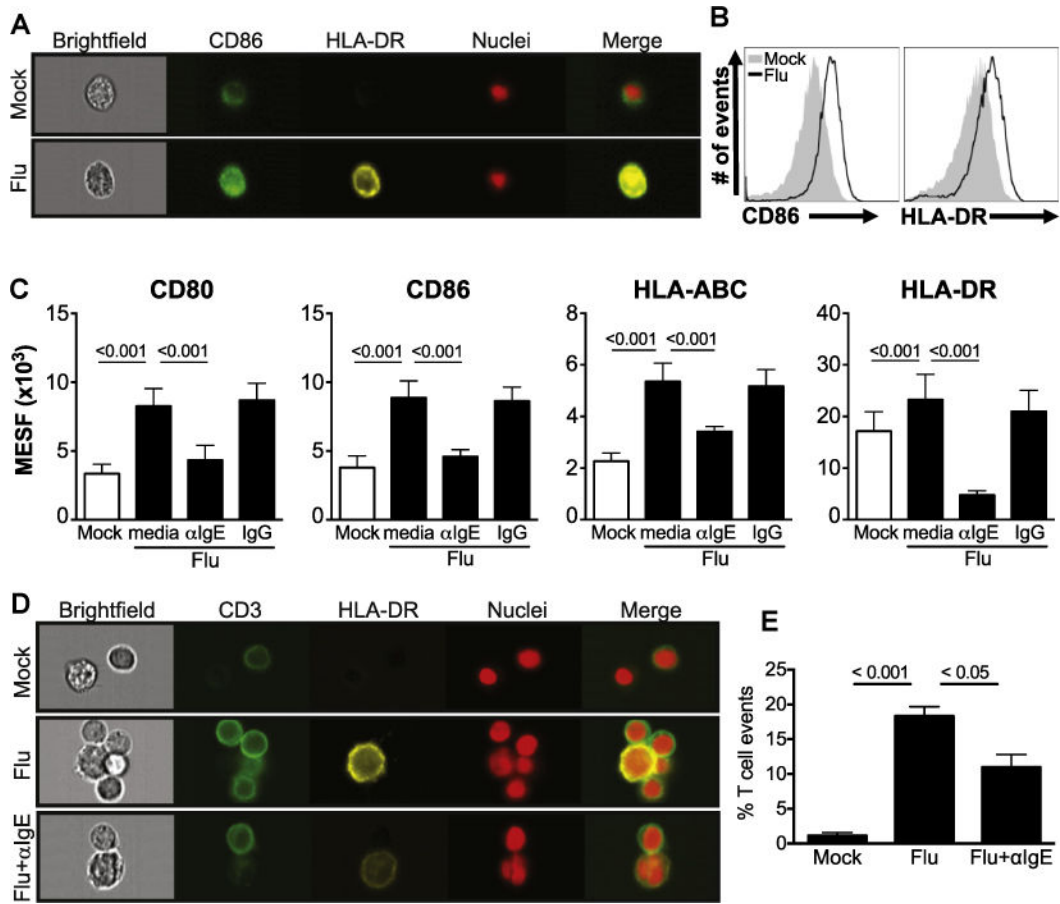 A
Brightfield CD86 HLA-DR Nuclei Merge
Mock
Flu
B
Mock
Flu
# of events
CD86 HLA-DR
C
CD80 CD86 HLA-ABC HLA-DR
MESF (x10³)
15 15 8 40
<0.001 <0.001 <0.001 <0.001 <0.001 <0.001 <0.001 <0.001
10 10 6 30
4 20
5 5 2 10
0 0 0 0
Mock media αIgE IgG Mock media αIgE IgG Mock media αIgE IgG Mock media αIgE IgG
Flu Flu Flu Flu
D
Brightfield CD3 HLA-DR Nuclei Merge
Mock
Flu
Flu+αIgE
E
% T cell events
25
< 0.001 < 0.05
20
15
10
5
0
Mock Flu Flu+αIgE